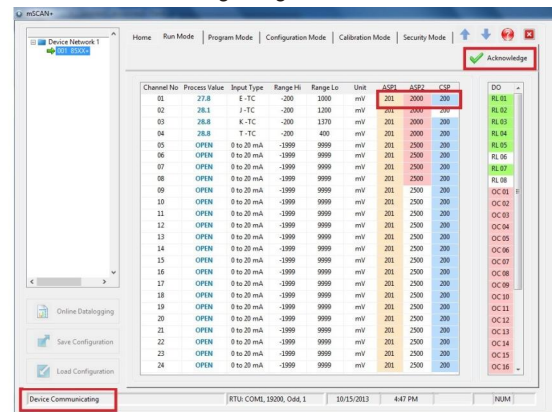 mSCAN+
Device Network 1
001 85XX+
Home Run Mode Program Mode Configuration Mode Calibration Mode Security Mode
Acknowledge
Channel No Process Value Input Type Range Hi Range Lo Unit ASP1 ASP2 CSP DO
01 27.8 E -TC -200 1000 mV 201 2000 200 RL 01
02 28.1 J -TC -200 1200 mV 201 2000 200 RL 02
03 28.8 K -TC -200 1370 mV 201 2000 200 RL 03
04 28.8 T -TC -200 400 mV 201 2500 200 RL 04
05 OPEN 0 to 20 mA -1999 9999 mV 201 2500 200 RL 05
06 OPEN 0 to 20 mA -1999 9999 mV 201 2500 200 RL 06
07 OPEN 0 to 20 mA -1999 9999 mV 201 2500 200 RL 07
08 OPEN 0 to 20 mA -1999 9999 mV 201 2500 200 RL 08
09 OPEN 0 to 20 mA -1999 9999 mV 201 2500 200 OC 01
10 OPEN 0 to 20 mA -1999 9999 mV 201 2500 200 OC 02
11 OPEN 0 to 20 mA -1999 9999 mV 201 2500 200 OC 03
12 OPEN 0 to 20 mA -1999 9999 mV 201 2500 200 OC 04
13 OPEN 0 to 20 mA -1999 9999 mV 201 2500 200 OC 05
14 OPEN 0 to 20 mA -1999 9999 mV 201 2500 200 OC 06
15 OPEN 0 to 20 mA -1999 9999 mV 201 2500 200 OC 07
16 OPEN 0 to 20 mA -1999 9999 mV 201 2500 200 OC 08
17 OPEN 0 to 20 mA -1999 9999 mV 201 2500 200 OC 09
18 OPEN 0 to 20 mA -1999 9999 mV 201 2500 200 OC 10
19 OPEN 0 to 20 mA -1999 9999 mV 201 2500 200 OC 11
20 OPEN 0 to 20 mA -1999 9999 mV 201 2500 200 OC 12
21 OPEN 0 to 20 mA -1999 9999 mV 201 2500 200 OC 13
22 OPEN 0 to 20 mA -1999 9999 mV 201 2500 200 OC 14
23 OPEN 0 to 20 mA -1999 9999 mV 201 2500 200 OC 15
24 OPEN 0 to 20 mA -1999 9999 mV 201 2500 200 OC 16
Online Datalogging
Save Configuration
Load Configuration
Device Communicating RTU: COM1, 19200, Odd, 1 10/15/2013 4:47 PM NUM